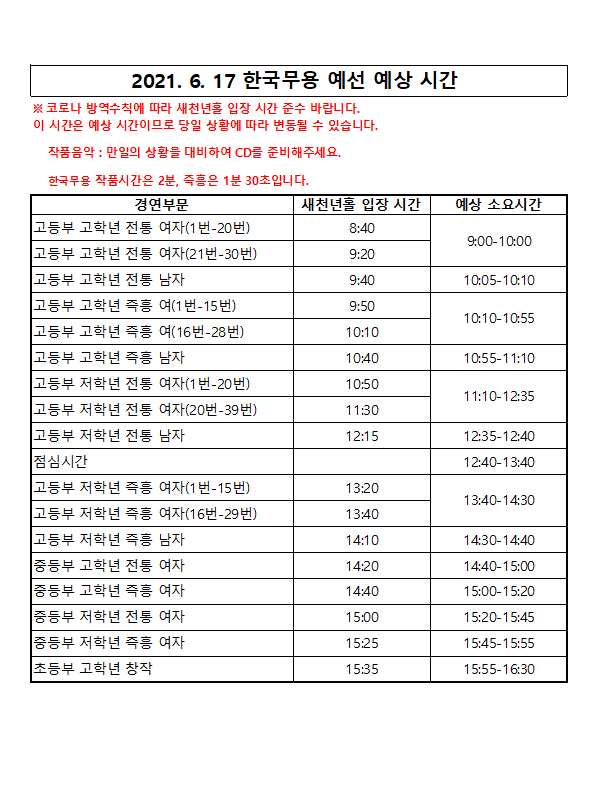 2021. 6. 17 한국무용 예선 예상 시간
※ 코로나 방역수칙에 따라 새천년홀 입장 시간 준수 바랍니다.
이 시간은 예상 시간이므로 당일 상황에 따라 변동될 수 있습니다.
작품음악 : 만일의 상황을 대비하여 CD를 준비해주세요.
한국무용 작품시간은 2분, 즉흥은 1분 30초입니다.
경연부문 새천년홀 입장 시간 예상 소요시간
고등부 고학년 전통 여자(1번-20번) 8:40 9:00-10:00
고등부 고학년 전통 여자(21번-30번) 9:20
고등부 고학년 전통 남자 9:40 10:05-10:10
고등부 고학년 즉흥 여(1번-15번) 9:50 10:10-10:55
고등부 고학년 즉흥 여(16번-28번) 10:10
고등부 고학년 즉흥 남자 10:40 10:55-11:10
고등부 저학년 전통 여자(1번-20번) 10:50 11:10-12:35
고등부 저학년 전통 여자(20번-39번) 11:30
고등부 저학년 전통 남자 12:15 12:35-12:40
점심시간 12:40-13:40
고등부 저학년 즉흥 여자(1번-15번) 13:20 13:40-14:30
고등부 저학년 즉흥 여자(16번-29번) 13:40
고등부 저학년 즉흥 남자 14:10 14:30-14:40
중등부 고학년 전통 여자 14:20 14:40-15:00
중등부 고학년 즉흥 여자 14:40 15:00-15:20
중등부 저학년 전통 여자 15:00 15:20-15:45
중등부 저학년 즉흥 여자 15:25 15:45-15:55
초등부 고학년 창작 15:35 15:55-16:30